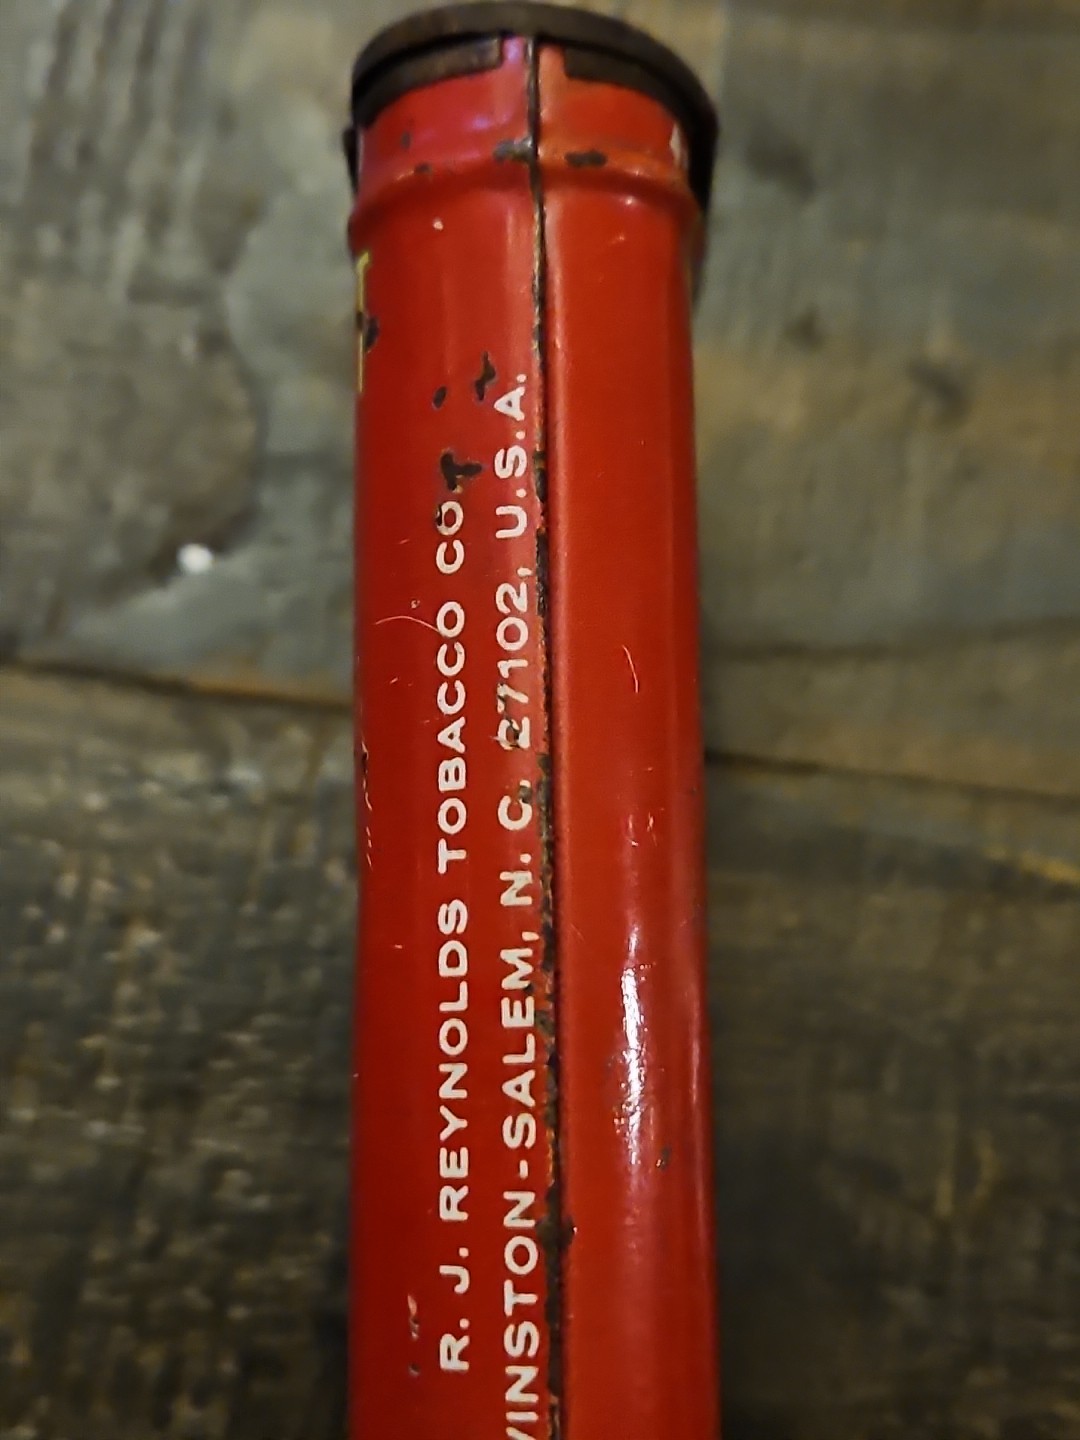 R. J. REYNOLDS TOBACCO CO.
WINSTON-SALEM, N. C. 27102, U.S.A.